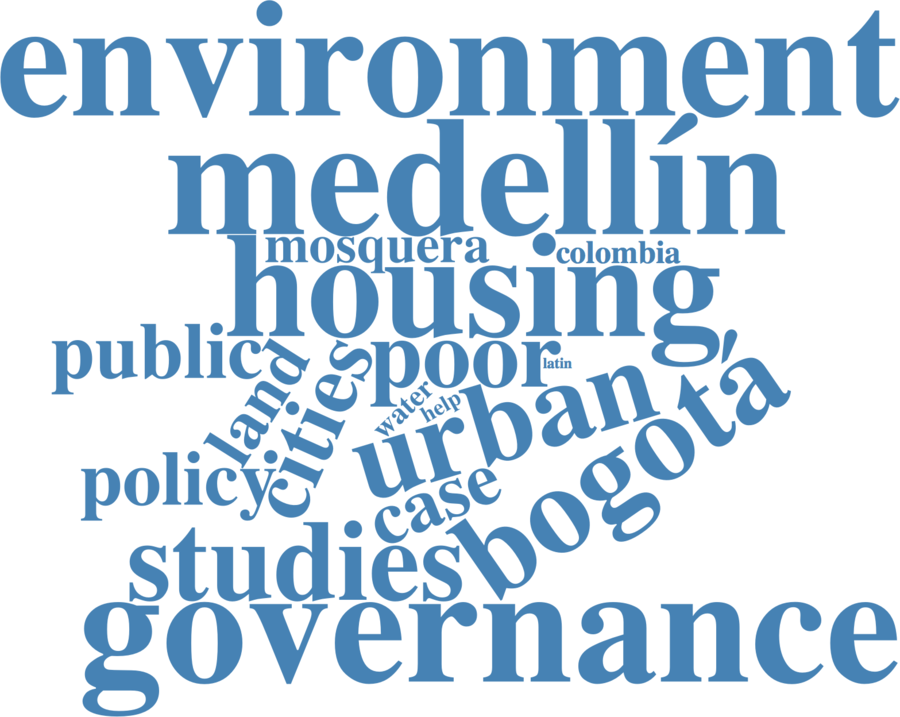 environment
medellín
mosquera
colombia
housing
public
poor
latin
land
cities
water
help
urban
bogotá
policy
case
studies
governance